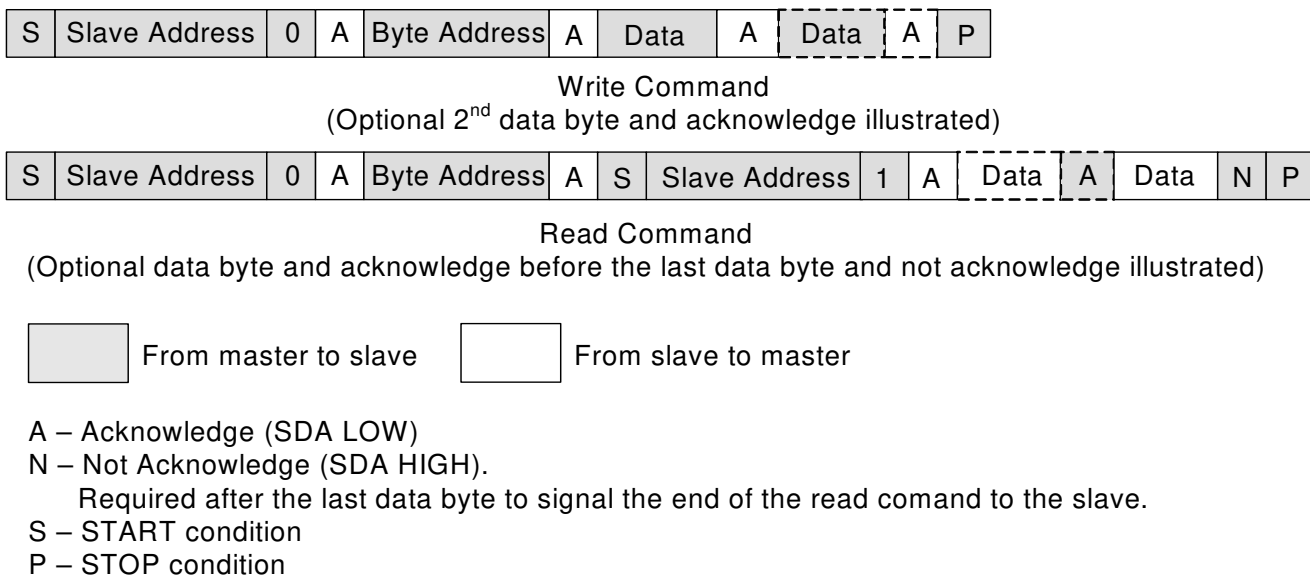 S Slave Address 0 A Byte Address A Data A Data A P
Write Command
(Optional 2nd data byte and acknowledge illustrated)
S Slave Address 0 A Byte Address A S Slave Address 1 A Data A Data N P
Read Command
(Optional data byte and acknowledge before the last data byte and not acknowledge illustrated)
From master to slave From slave to master
A – Acknowledge (SDA LOW)
N – Not Acknowledge (SDA HIGH).
Required after the last data byte to signal the end of the read comand to the slave.
S – START condition
P – STOP condition